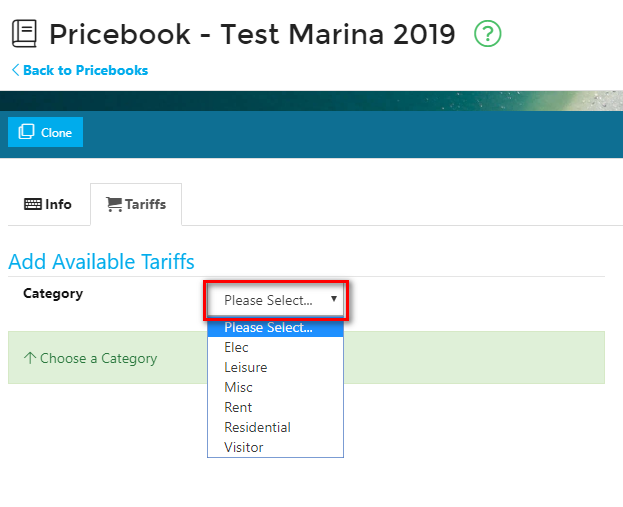 Pricebook - Test Marina 2019 ?
Back to Pricebooks
Clone
Info Tariffs
Add Available Tariffs
Category Please Select...
Please Select...
Elec
Choose a Category
Leisure
Misc
Rent
Residential
Visitor